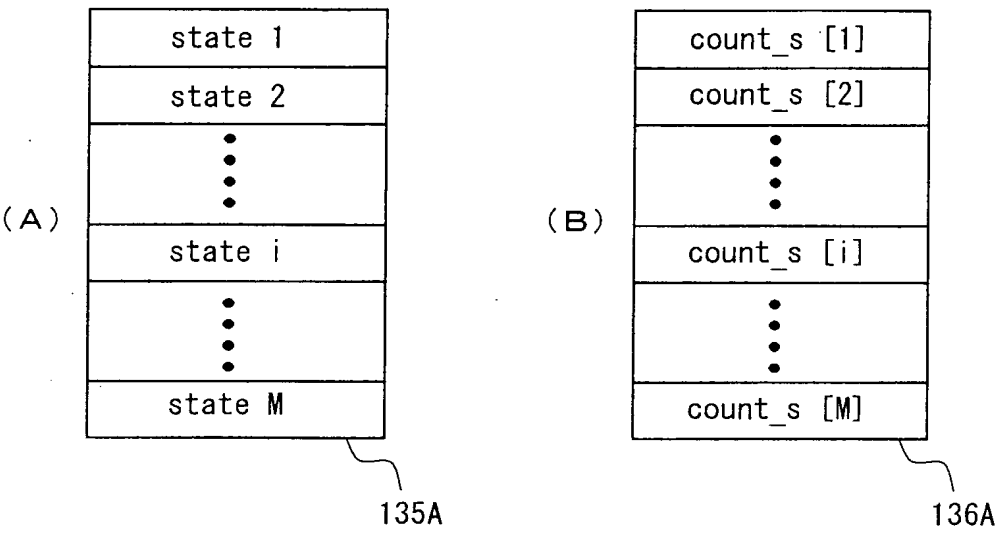 (A)
state 1
state 2
state i
state M
135A
(B)
count_s [1]
count_s [2]
count_s [i]
count_s [M]
136A